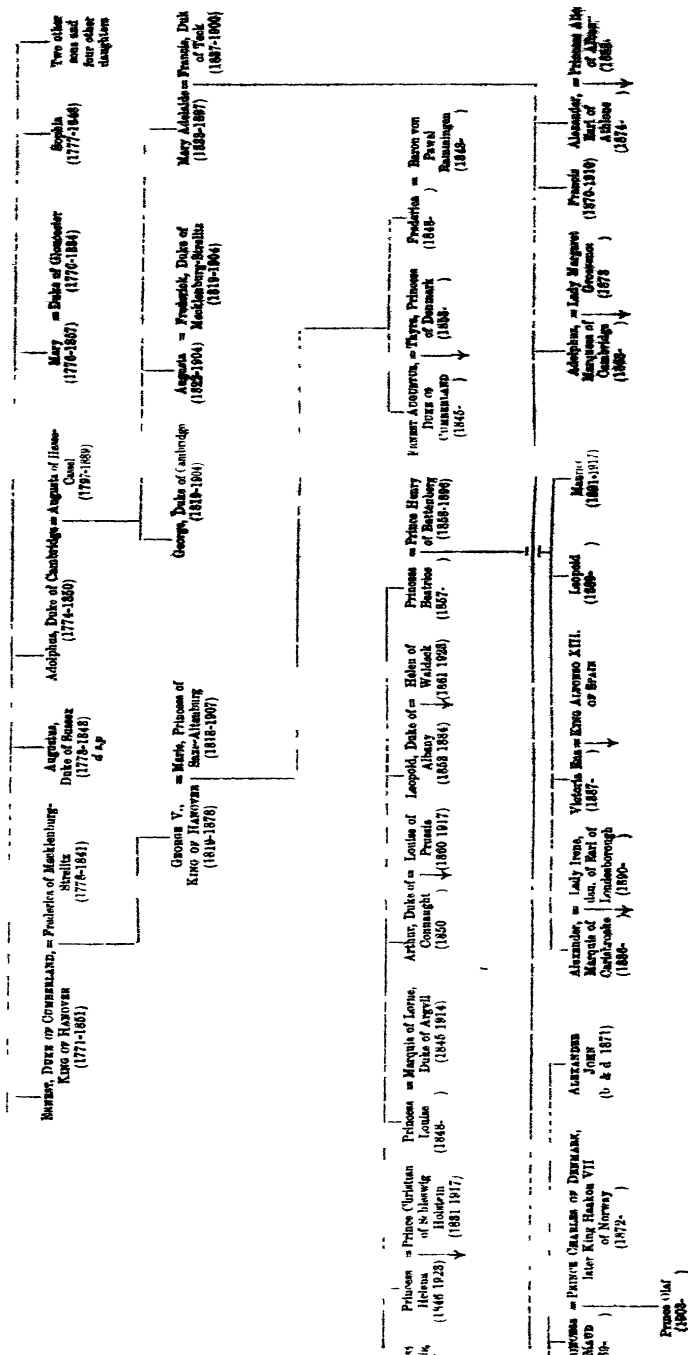 ERNEST, DUKE OF CUMBERLAND, = Frederica of Mecklenburg-
KING OF HANOVER Strelitz
(1771-1851) (1778-1841)
Augustus,
Duke of Sussex
(1773-1843)
d s p
Adolphus, Duke of Cambridge = Augusta of Hesse-
(1774-1850) Cassel
(1797-1889)
Mary = Duke of Gloucester
(1776-1857) (1776-1834)
Sophia
(1777-1848)
Two other
sons and
four other
daughters
GEORGE V., = Marie, Princess of
KING OF HANOVER Saxe-Altenburg
(1819-1878) (1818-1907)
George, Duke of Cambridge
(1819-1904)
Augusta = Frederick, Duke of
(1822-1904) Mecklenburg-Strelitz
(1819-1904)
Mary Adelaide = Francis, Duk
(1833-1897) of Teck
(1837-1900)
Princess = Prince Christian
Helena of Schleswig
(1846 1923) Holstein
(1831 1917)
Princess = Marquis of Lorne,
Louise Duke of Argyll
(1848- ) (1845 1914)
Arthur, Duke of = Louise of
Connaught Prussia
(1850 ) (1860 1917)
Leopold, Duke of = Helen of
Albany Waldeck
(1853 1884) (1861 1922)
Princess = Prince Henry
Beatrice of Battenberg
(1857- ) (1858-1896)
ERNEST AUGUSTUS, = Thyra, Princess
DUKE OF of Denmark
CUMBERLAND (1853- )
(1845- )
Frederica = Baron von
(1848- ) Pawel
Rammingen
(1843- )
PRINCESS = PRINCE CHARLES OF DENMARK,
MAUD later King Haakon VII
of Norway
(1872- )
ALEXANDER
JOHN
(b & d 1871)
Alexander, = Lady Irene,
Marquis of dau. of Earl of
Carisbrooke Londesborough
(1886- ) (1890- )
Victoria Ena = KING ALFONSO XIII.
(1887- ) OF SPAIN
Leopold
(1889- )
Maurice
(1891-1917)
Adolphus, = Lady Margaret
Marquess of Grosvenor
Cambridge (1873 )
(1868- )
Francis
(1870-1910)
Alexander, = Princess Alice
Earl of of Albany
Athlone (1883-
(1874- )
Prince Olaf
(1903- )